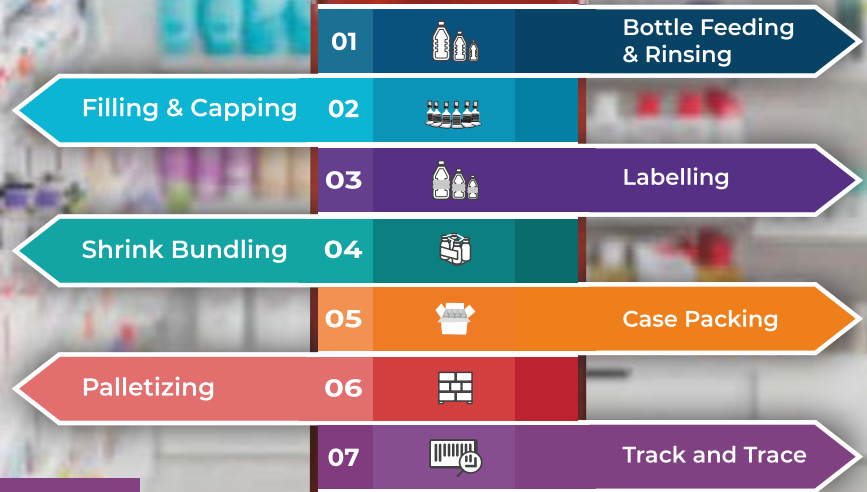 01
Bottle Feeding
& Rinsing
Filling & Capping 02
03
Labelling
Shrink Bundling 04
05
Case Packing
Palletizing 06
07
Track and Trace